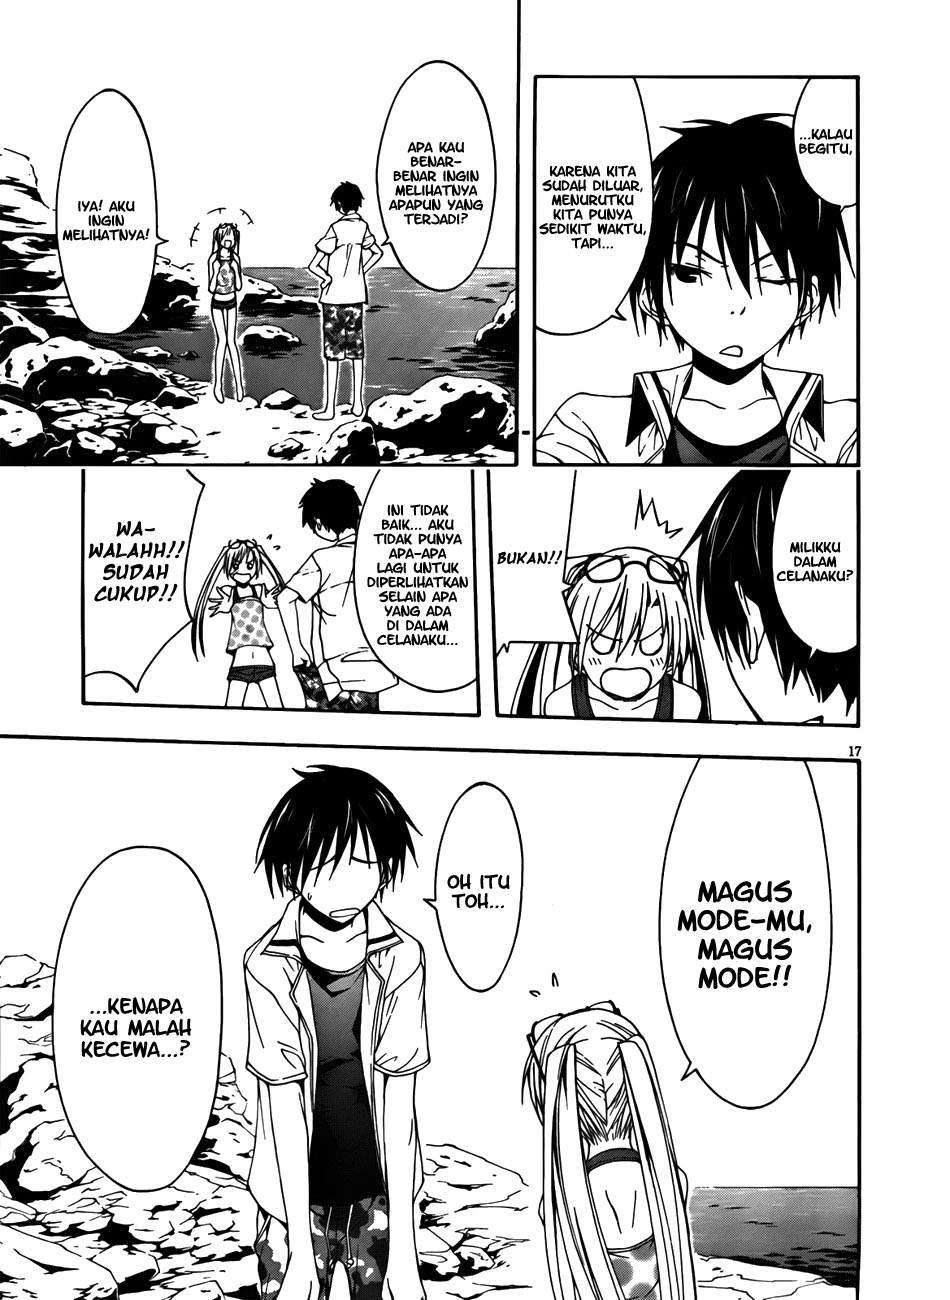 ...KALAU
BEGITU,
KARENA KITA
SUDAH DILUAR,
MENURUTKU
KITA PUNYA
SEDIKIT WAKTU,
TAPI...
APA KAU
BENAR-
BENAR INGIN
MELIHATNYA
APAPUN YANG
TERJADI?
IYA! AKU
INGIN
MELIHATNYA!
MILIKKU
DALAM
CELANAKU?
BUKAN!!
INI TIDAK
BAIK... AKU
TIDAK PUNYA
APA-APA
LAGI UNTUK
DIPERLIHATKAN
SELAIN APA
YANG ADA
DI DALAM
CELANAKU...
WA-
WALAHH!!
SUDAH
CUKUP!!
17
MAGUS
MODE-MU,
MAGUS
MODE!!
OH ITU
TOH...
...KENAPA
KAU MALAH
KECEWA...?